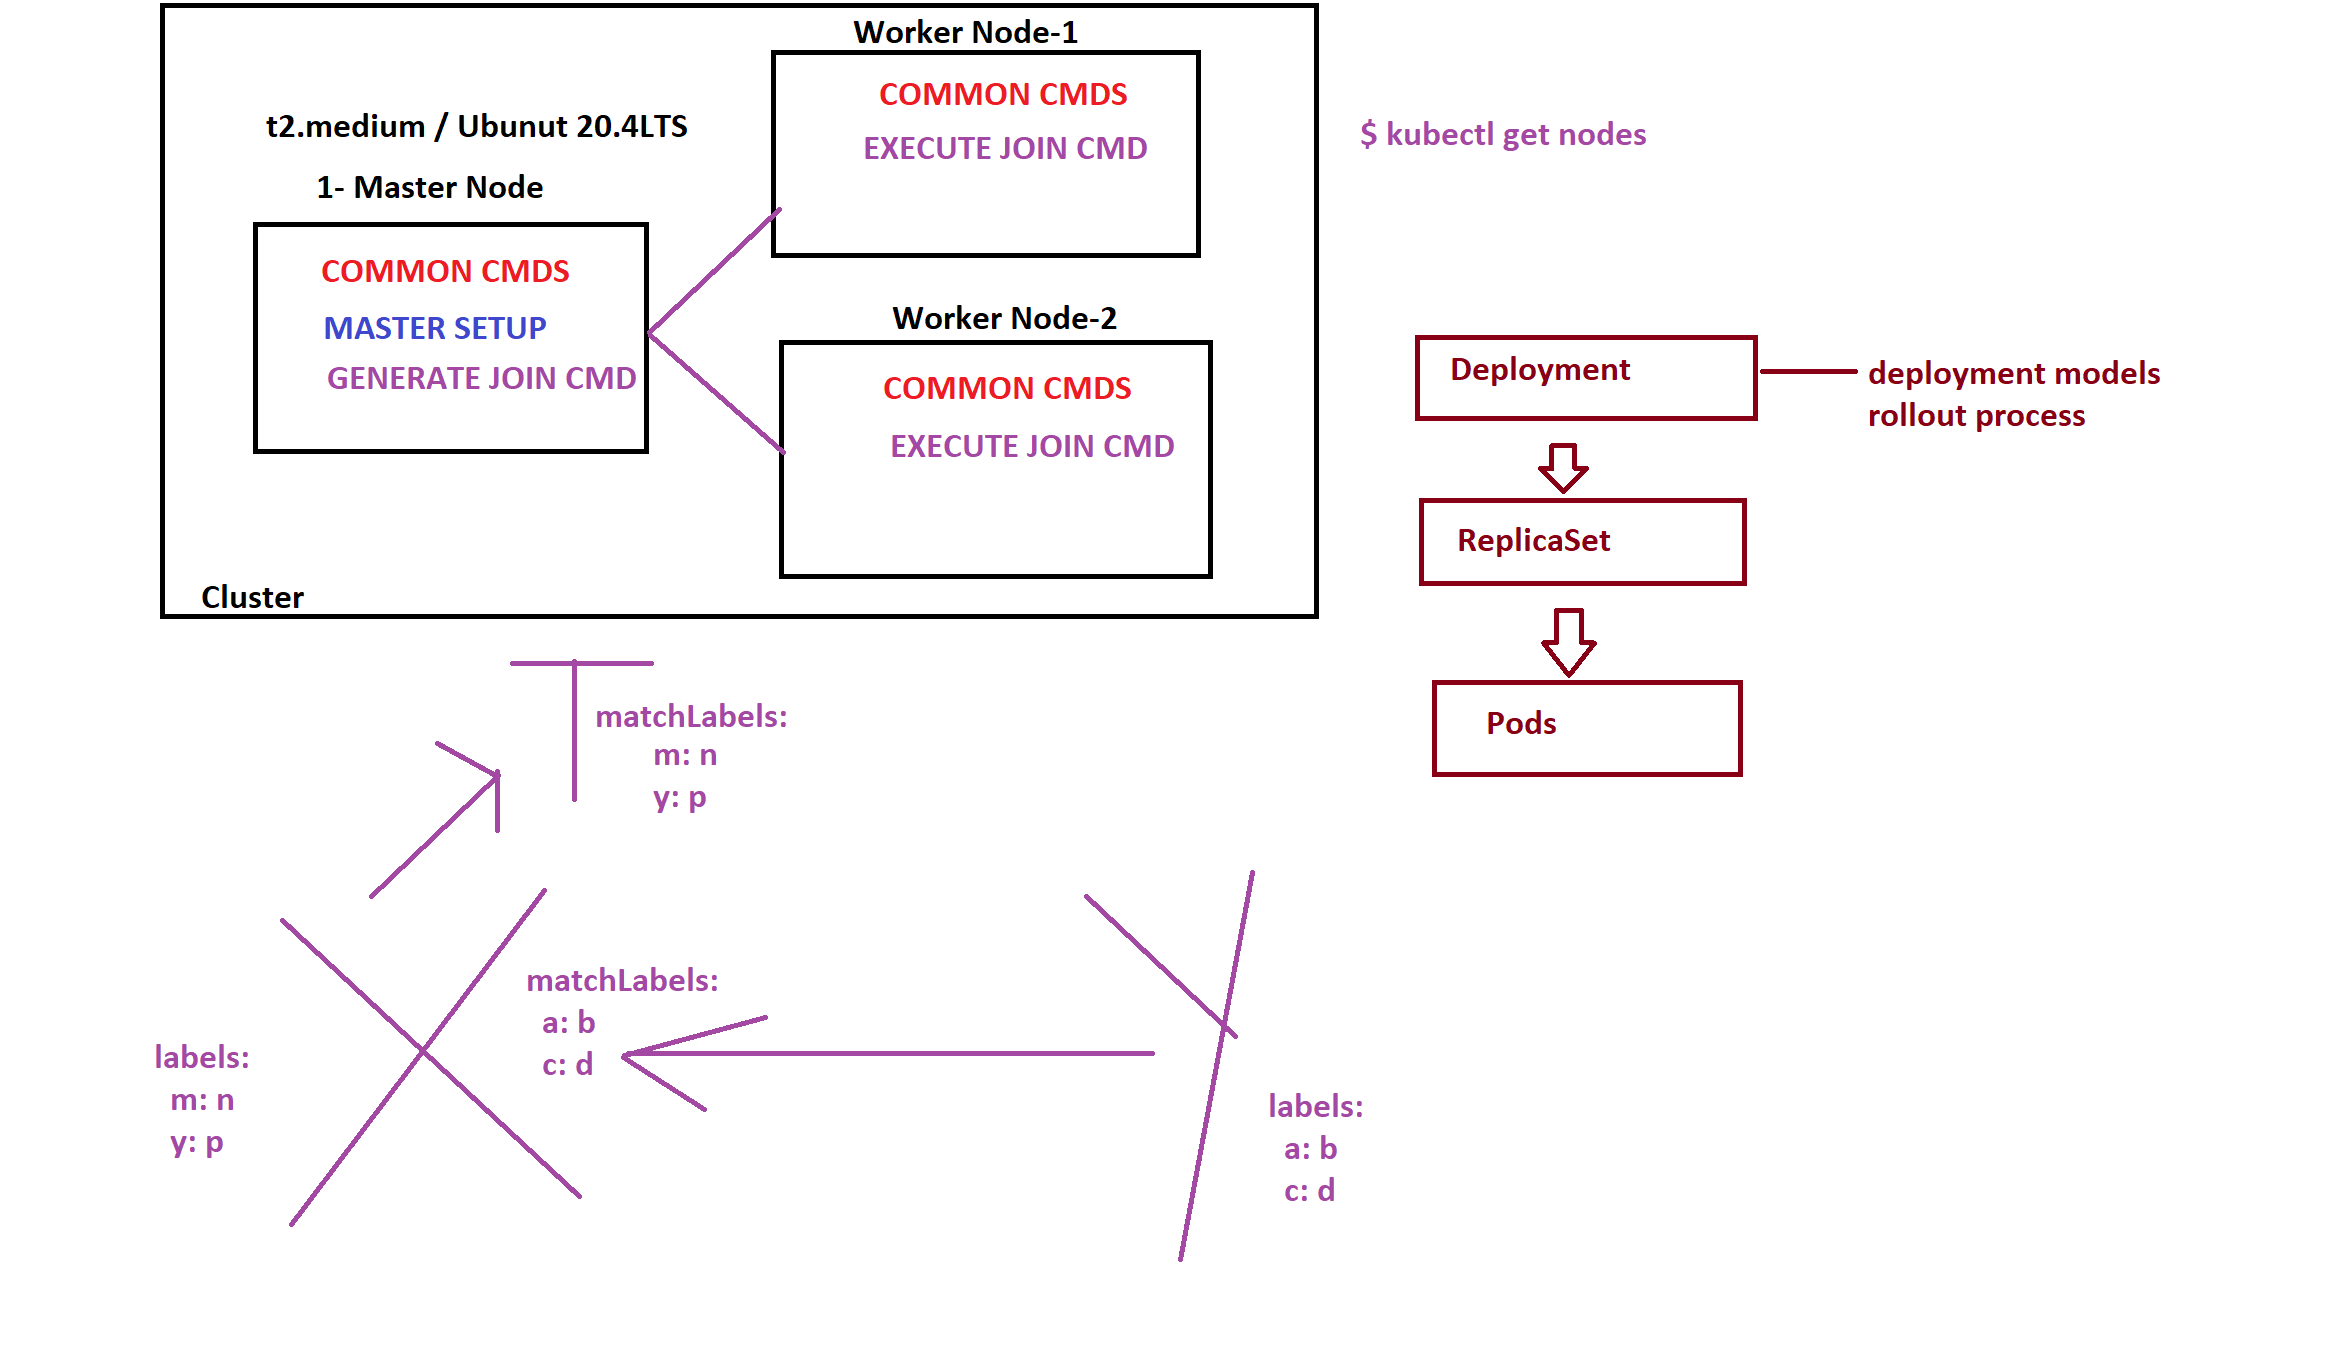 Worker Node-1
COMMON CMDS
EXECUTE JOIN CMD
t2.medium / Ubunut 20.4LTS
1- Master Node
COMMON CMDS
MASTER SETUP
GENERATE JOIN CMD
Worker Node-2
COMMON CMDS
EXECUTE JOIN CMD
Cluster
$ kubectl get nodes
Deployment
deployment models
rollout process
ReplicaSet
Pods
matchLabels:
m: n
y: p
matchLabels:
a: b
c: d
labels:
m: n
y: p
labels:
a: b
c: d